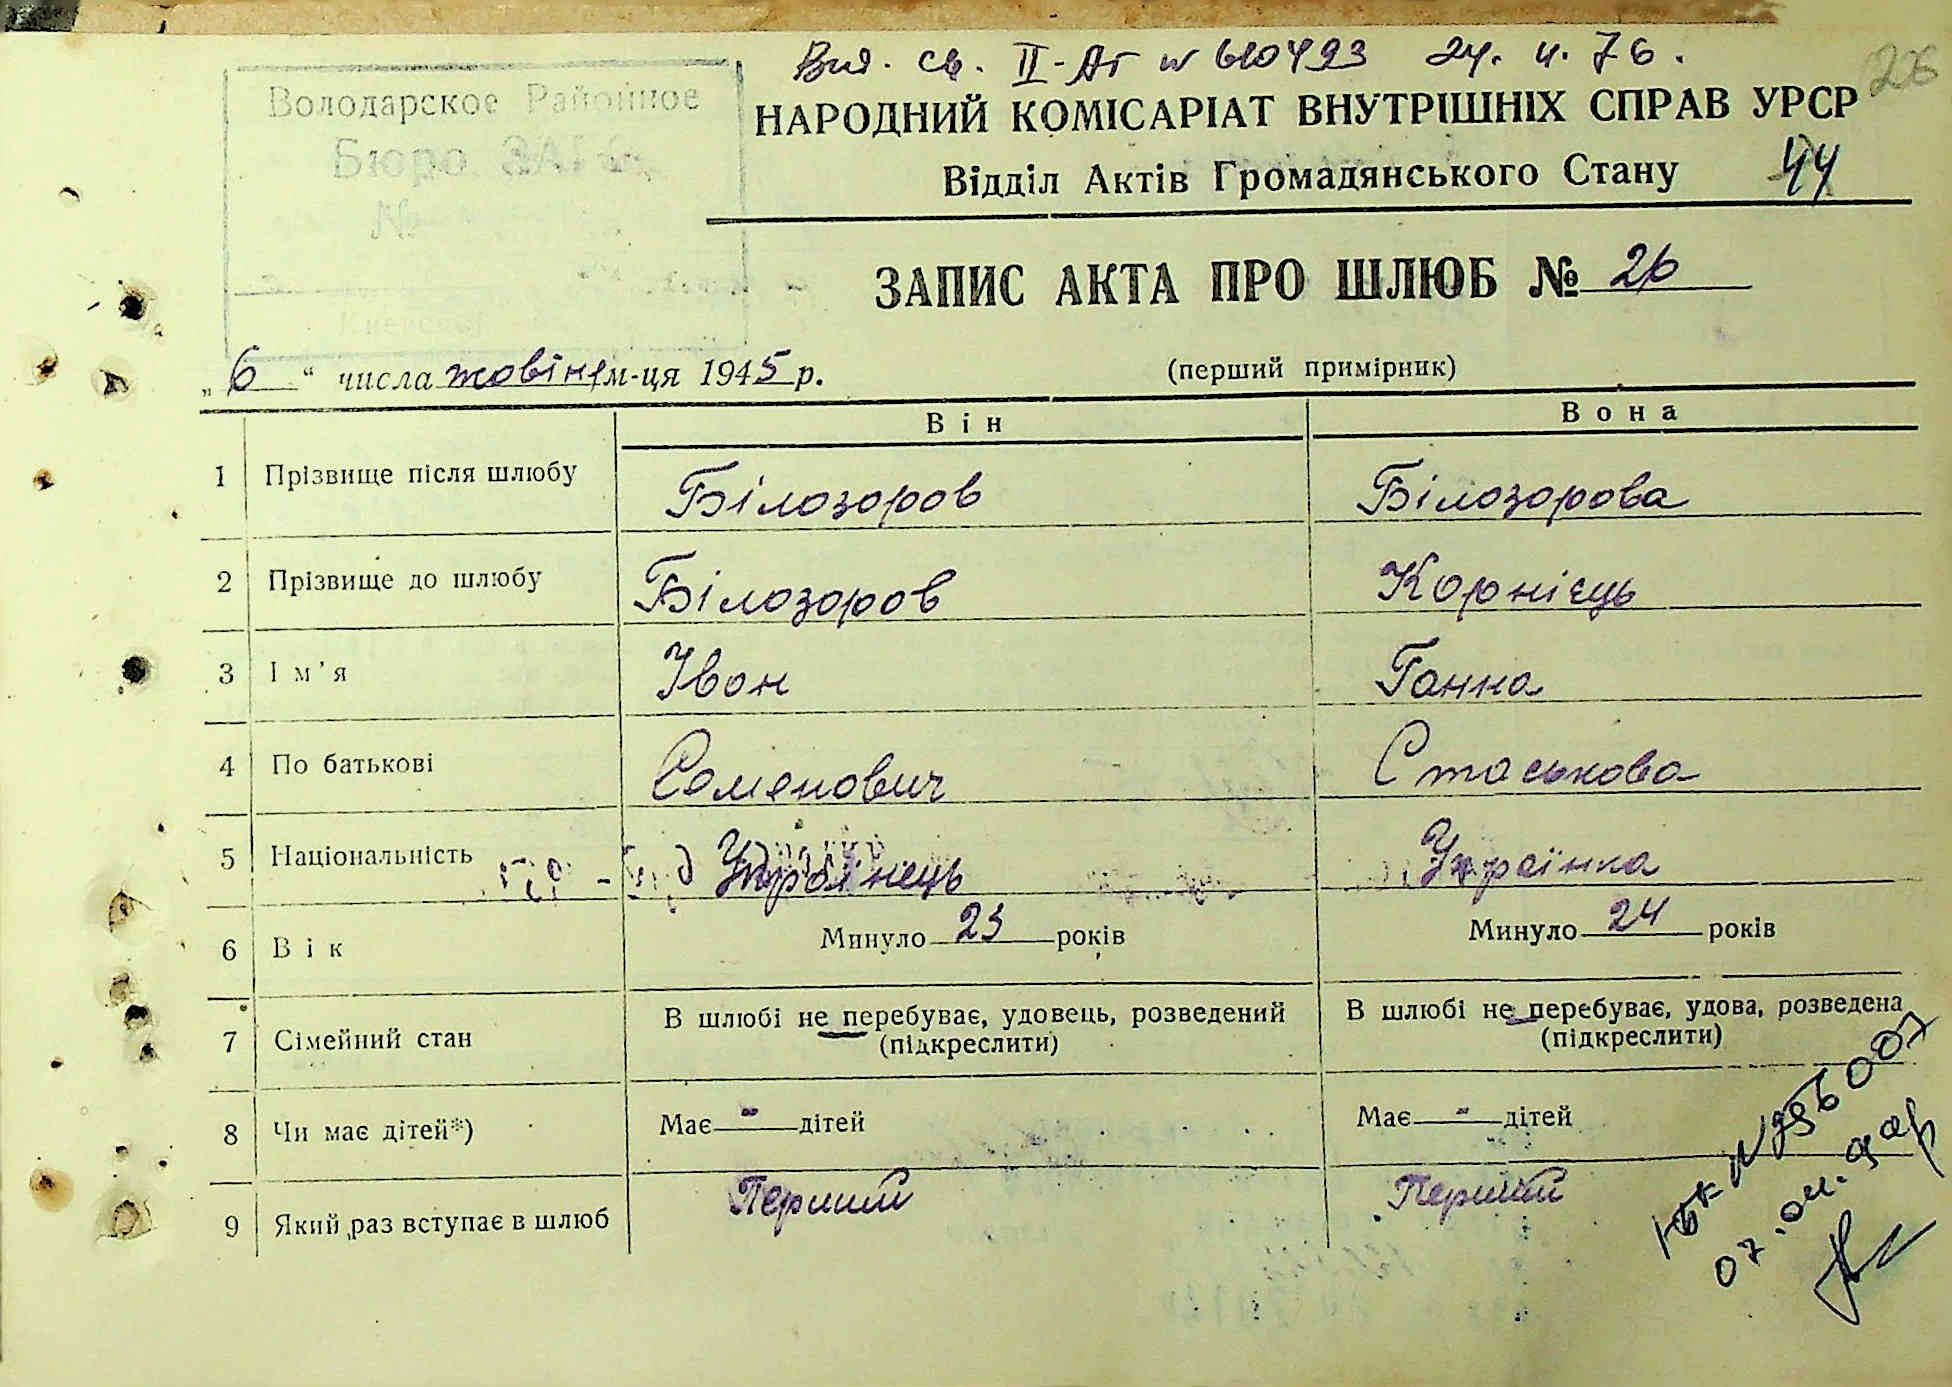 Вид. св. II-АГ № 610493 24. 4. 76.
26
Володарское Районное
Бюро ЗАГС
№
Киевской
НАРОДНИЙ КОМІСАРІАТ ВНУТРІШНІХ СПРАВ УРСР
Відділ Актів Громадянського Стану 44
ЗАПИС АКТА ПРО ШЛЮБ № 26
„ 6 “ числа жовтня м-ця 1945 р. (перший примірник)
Він Вона
1 Прізвище після шлюбу Білозоров Білозорова
2 Прізвище до шлюбу Білозоров Корнієць
3 Ім'я Іван Ганна
4 По батькові Семенович Стаськова
5 Національність Українець Українка
6 Вік Минуло 23 років Минуло 24 років
7 Сімейний стан В шлюбі не перебуває, удовець, розведений (підкреслити) В шлюбі не перебуває, удова, розведена (підкреслити)
8 Чи має дітей*) Має - дітей Має - дітей
9 Який раз вступає в шлюб Перший Перший